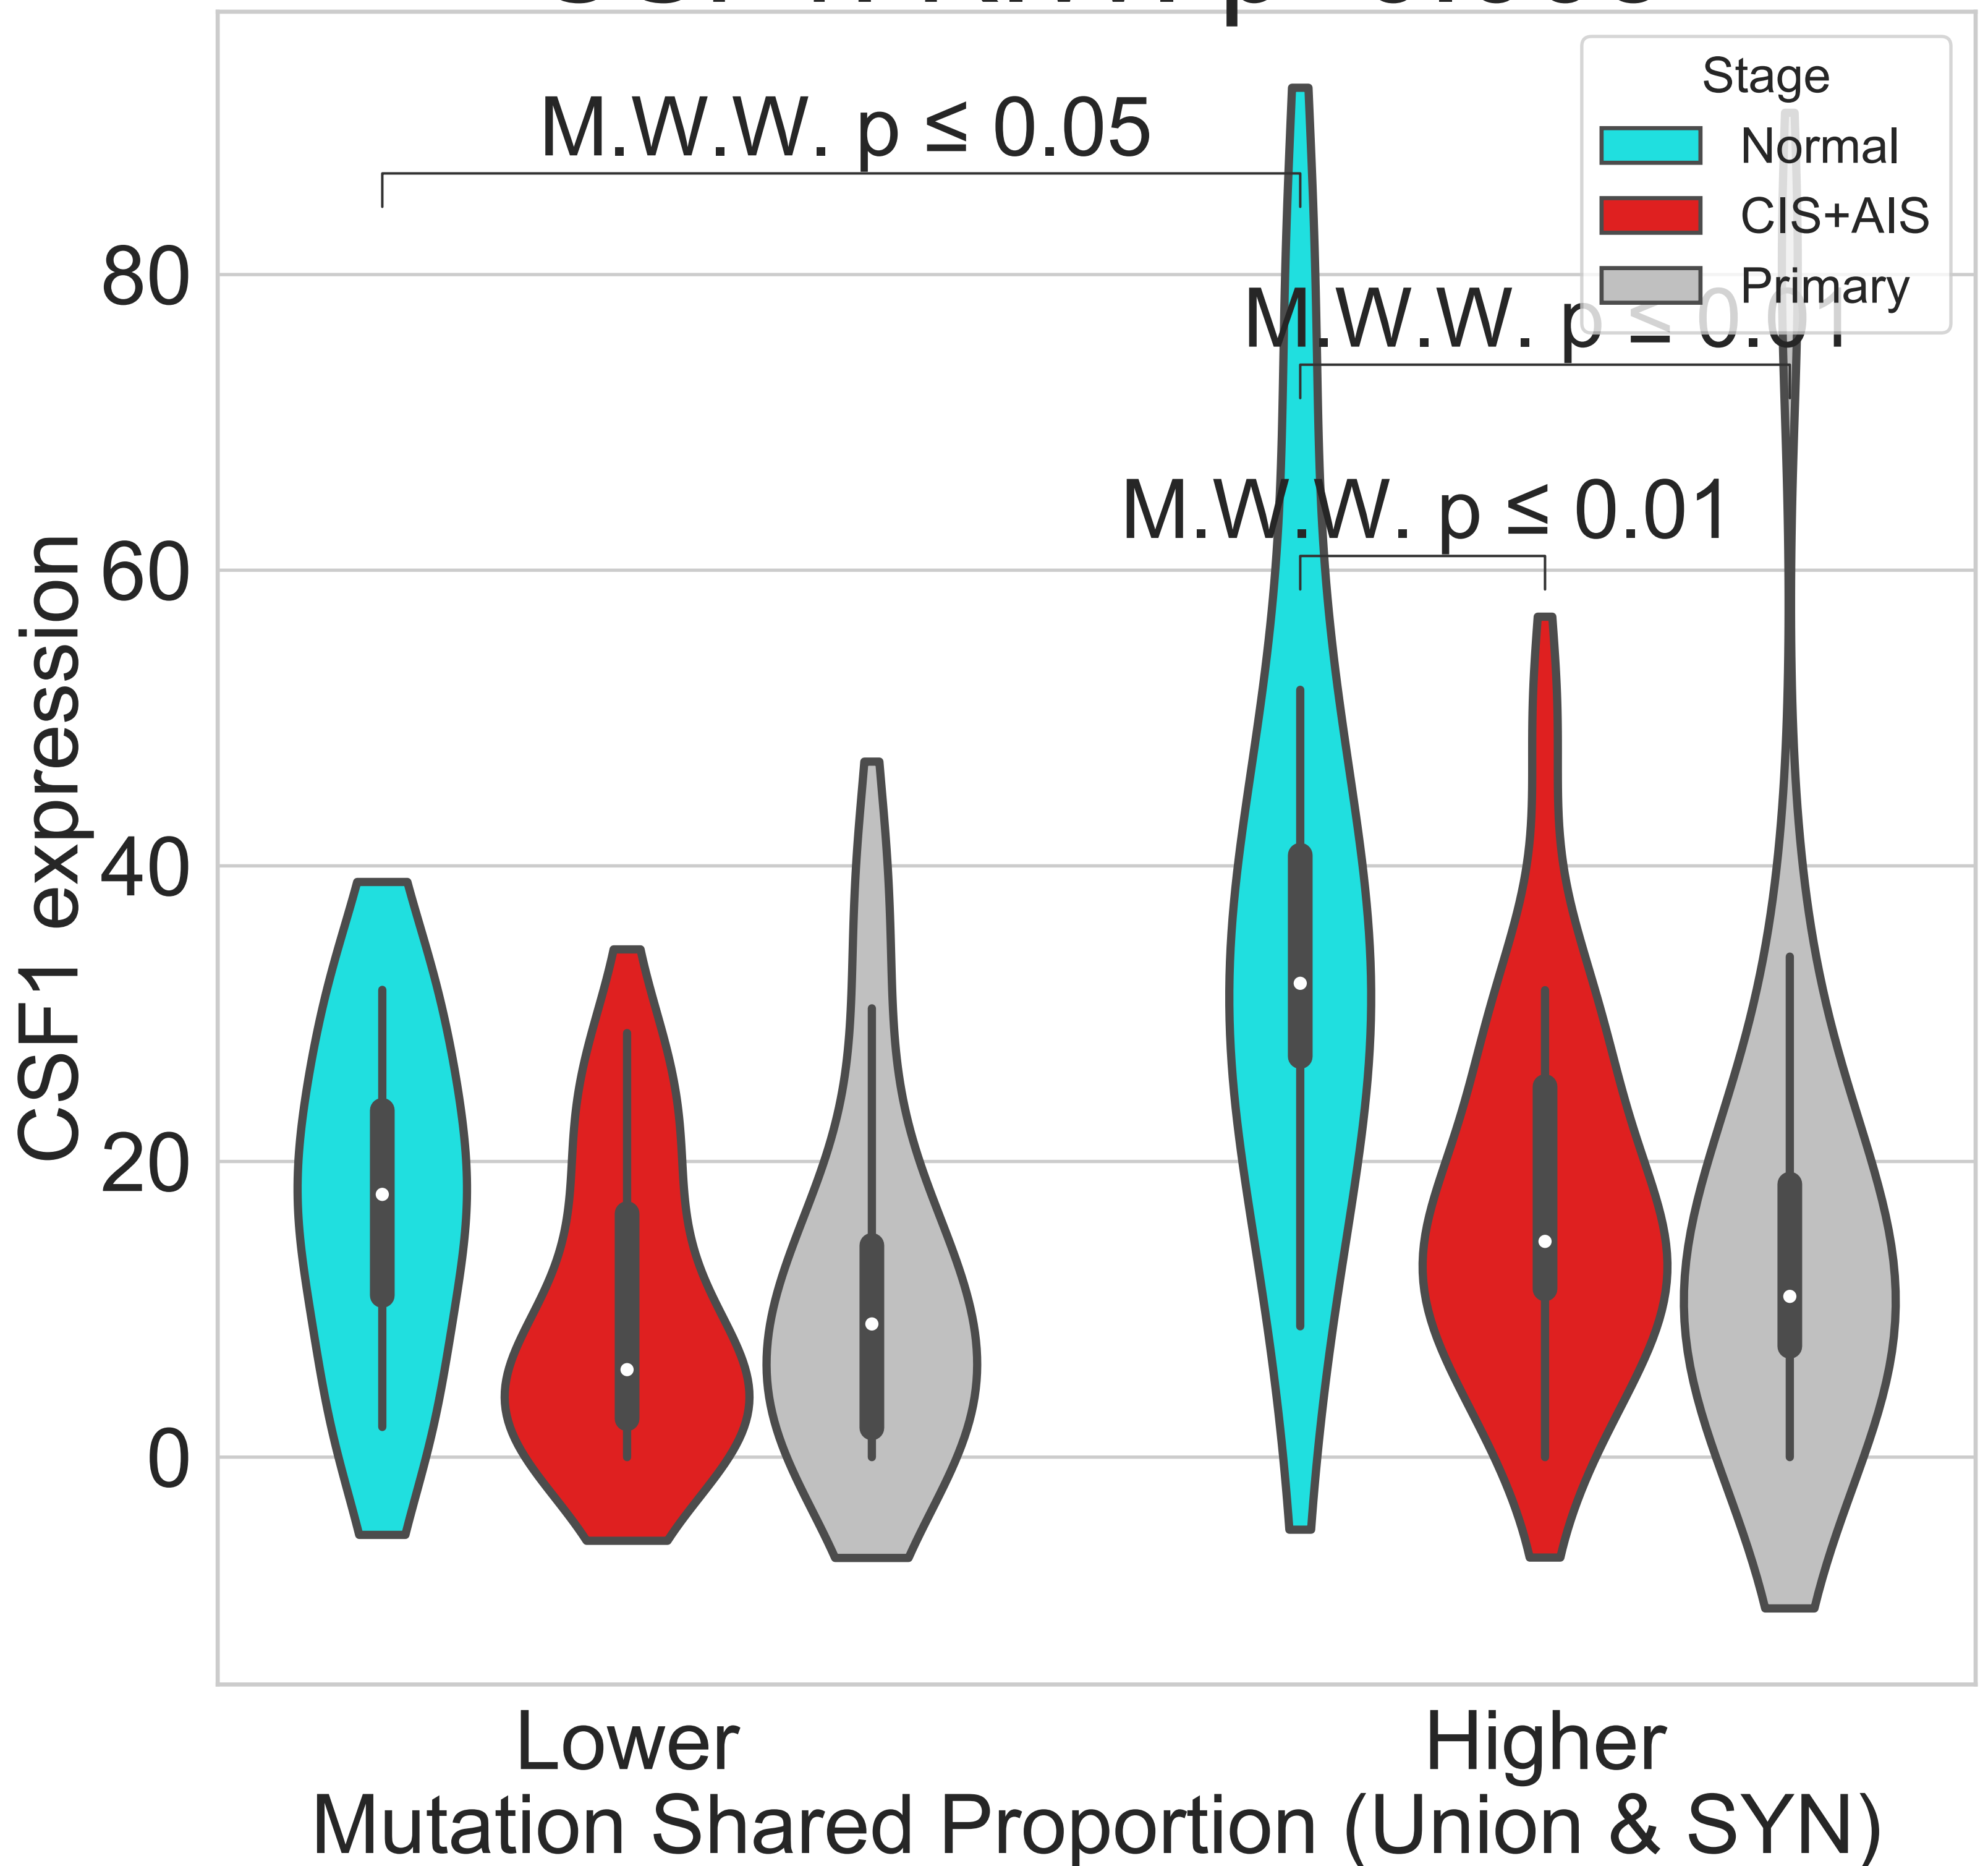 M.W.W. p ≤ 0.05
M.W.W. p ≤ 0.01
M.W.W. p ≤ 0.01
Stage
Normal
CIS+AIS
Primary
CSF1 expression
80
60
40
20
0
Lower
Higher
Mutation Shared Proportion (Union & SYN)